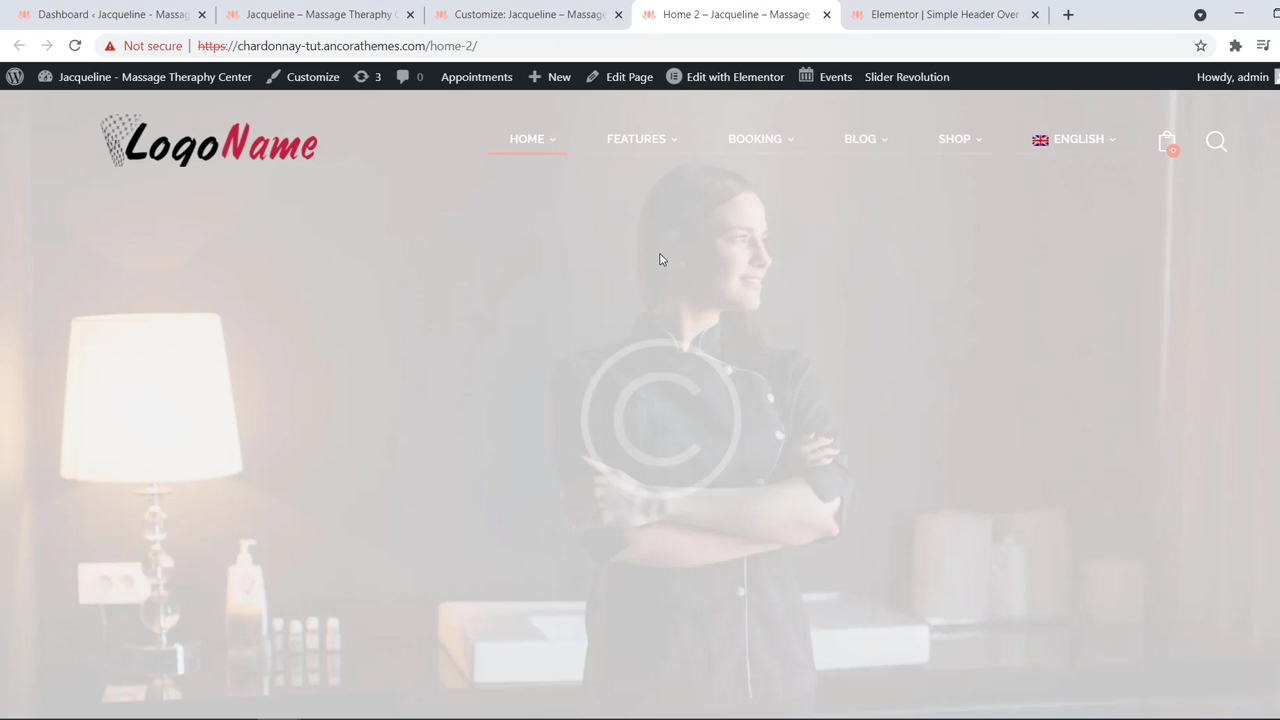 Dashboard ‹ Jacqueline - Massag
Jacqueline – Massage Theraphy C
Customize: Jacqueline – Massage
Home 2 – Jacqueline – Massage
Elementor | Simple Header Over
Not secure
https://chardonnay-tut.ancorathemes.com/home-2/
Jacqueline - Massage Theraphy Center
Customize
3
0
Appointments
New
Edit Page
Edit with Elementor
Events
Slider Revolution
Howdy, admin
LogoName
HOME
FEATURES
BOOKING
BLOG
SHOP
ENGLISH
0
©